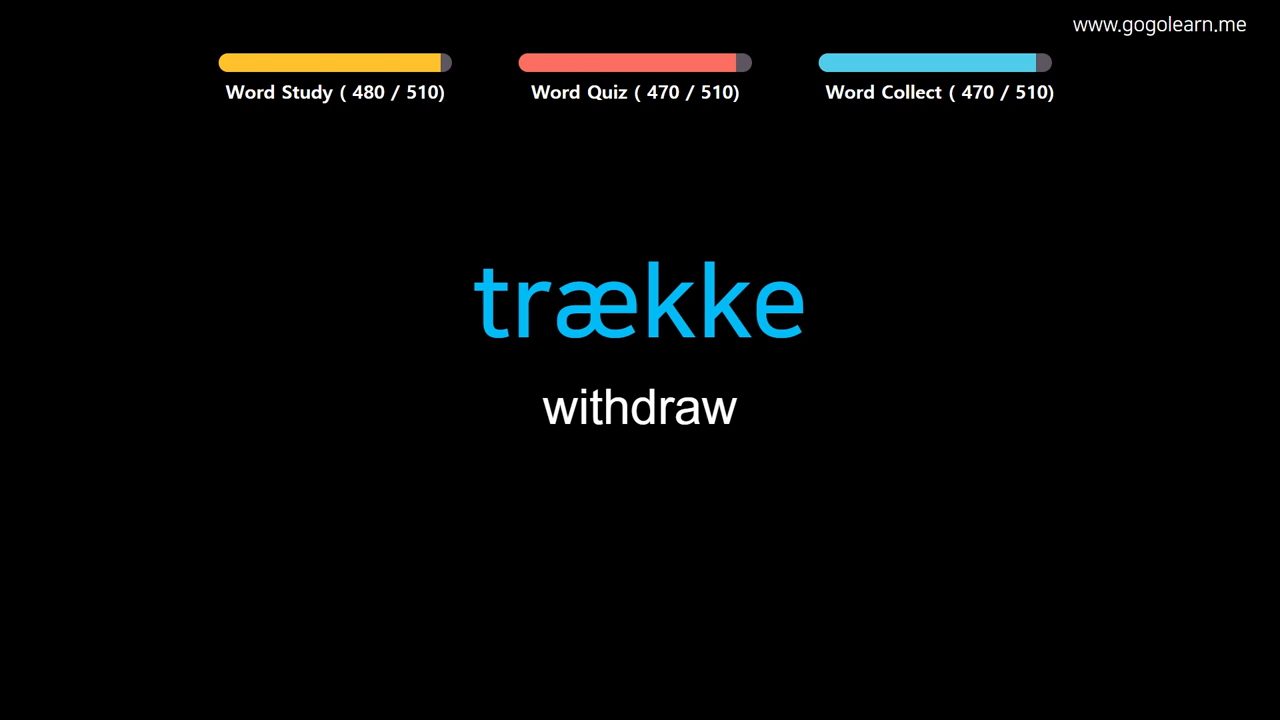 www.gogolearn.me
Word Study ( 480 / 510)
Word Quiz ( 470 / 510)
Word Collect ( 470 / 510)
trække
withdraw